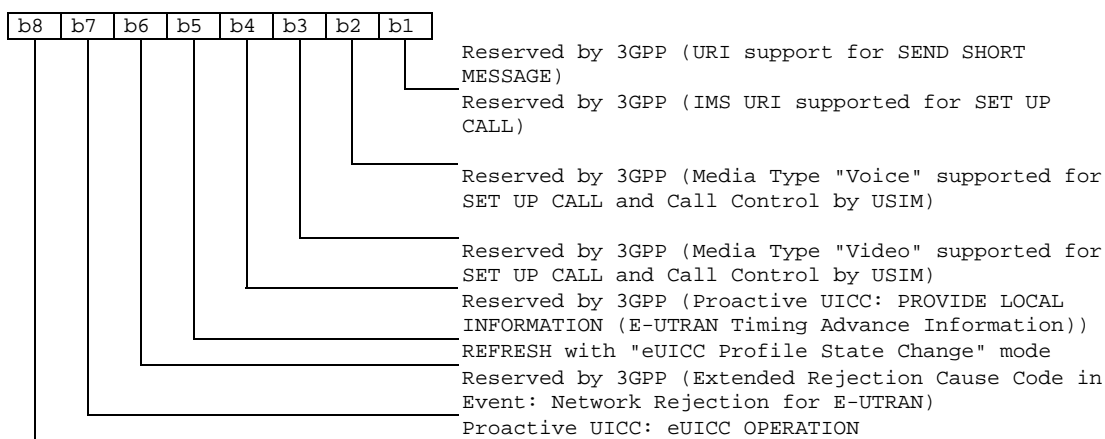 b8 b7 b6 b5 b4 b3 b2 b1
Reserved by 3GPP (URI support for SEND SHORT
MESSAGE)
Reserved by 3GPP (IMS URI supported for SET UP
CALL)
Reserved by 3GPP (Media Type "Voice" supported for
SET UP CALL and Call Control by USIM)
Reserved by 3GPP (Media Type "Video" supported for
SET UP CALL and Call Control by USIM)
Reserved by 3GPP (Proactive UICC: PROVIDE LOCAL
INFORMATION (E-UTRAN Timing Advance Information))
REFRESH with "eUICC Profile State Change" mode
Reserved by 3GPP (Extended Rejection Cause Code in
Event: Network Rejection for E-UTRAN)
Proactive UICC: eUICC OPERATION